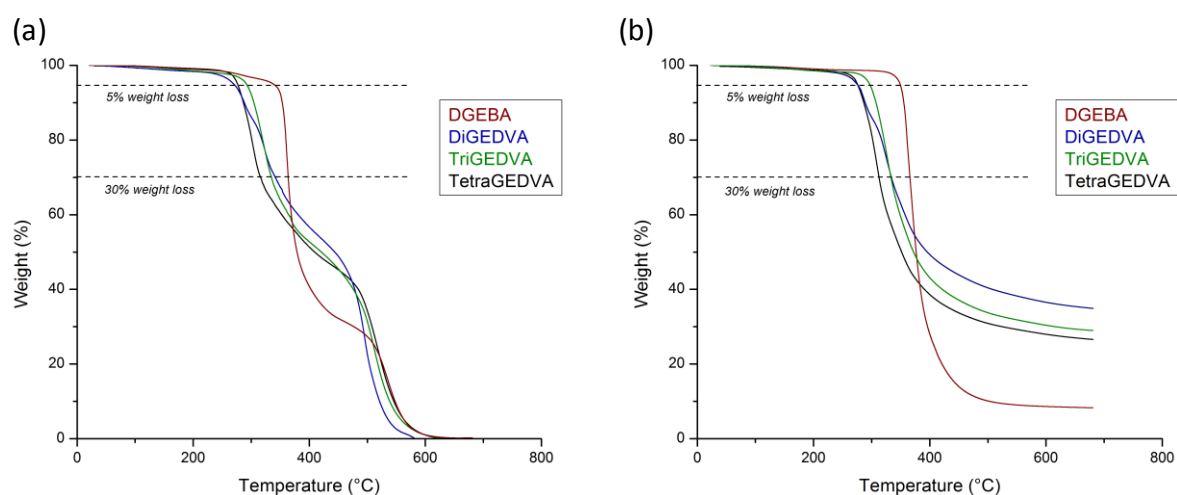 (a)
100
80
60
40
20
0
Weight (%)
5% weight loss
30% weight loss
DGEBA
DiGEDVA
TriGEDVA
TetraGEDVA
0 200 400 600 800
Temperature (°C)
(b)
100
80
60
40
20
0
Weight (%)
5% weight loss
30% weight loss
DGEBA
DiGEDVA
TriGEDVA
TetraGEDVA
0 200 400 600 800
Temperature (°C)